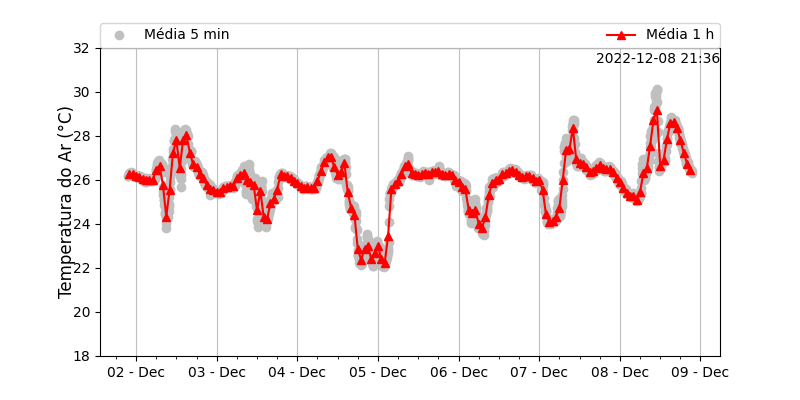 Média 5 min
Média 1 h
2022-12-08 21:36
Temperatura do Ar (°C)
32
30
28
26
24
22
20
18
02 - Dec
03 - Dec
04 - Dec
05 - Dec
06 - Dec
07 - Dec
08 - Dec
09 - Dec